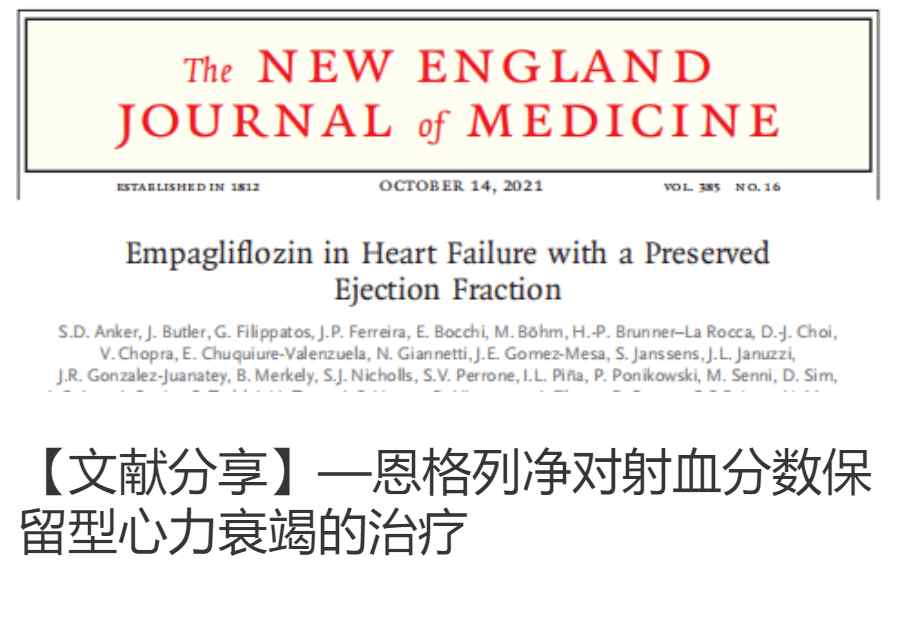 The NEW ENGLAND
JOURNAL of MEDICINE
ESTABLISHED IN 1812 OCTOBER 14, 2021 VOL. 385 NO. 16
Empagliflozin in Heart Failure with a Preserved
Ejection Fraction
S.D. Anker, J. Butler, G. Filippatos, J.P. Ferreira, E. Bocchi, M. Böhm, H.-P. Brunner–La Rocca, D.-J. Choi,
V. Chopra, E. Chuquiure-Valenzuela, N. Giannetti, J.E. Gomez-Mesa, S. Janssens, J.L. Januzzi,
J.R. Gonzalez-Juanatey, B. Merkely, S.J. Nicholls, S.V. Perrone, I.L. Piña, P. Ponikowski, M. Senni, D. Sim,
【文献分享】—恩格列净对射血分数保
留型心力衰竭的治疗